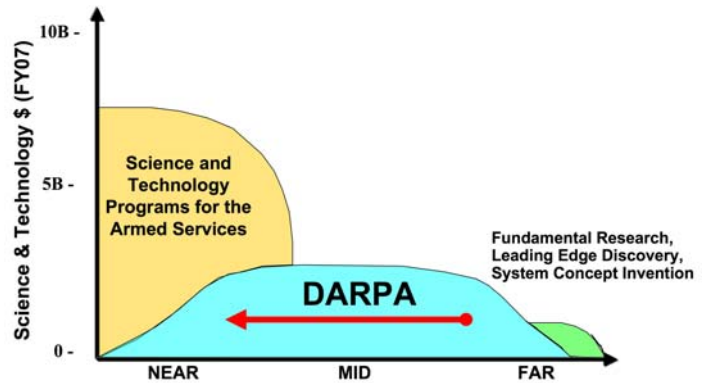 10B -
Science & Technology $ (FY07)
Science and
Technology
Programs for the
Armed Services
5B -
Fundamental Research,
Leading Edge Discovery,
System Concept Invention
DARPA
0 -
NEAR
MID
FAR